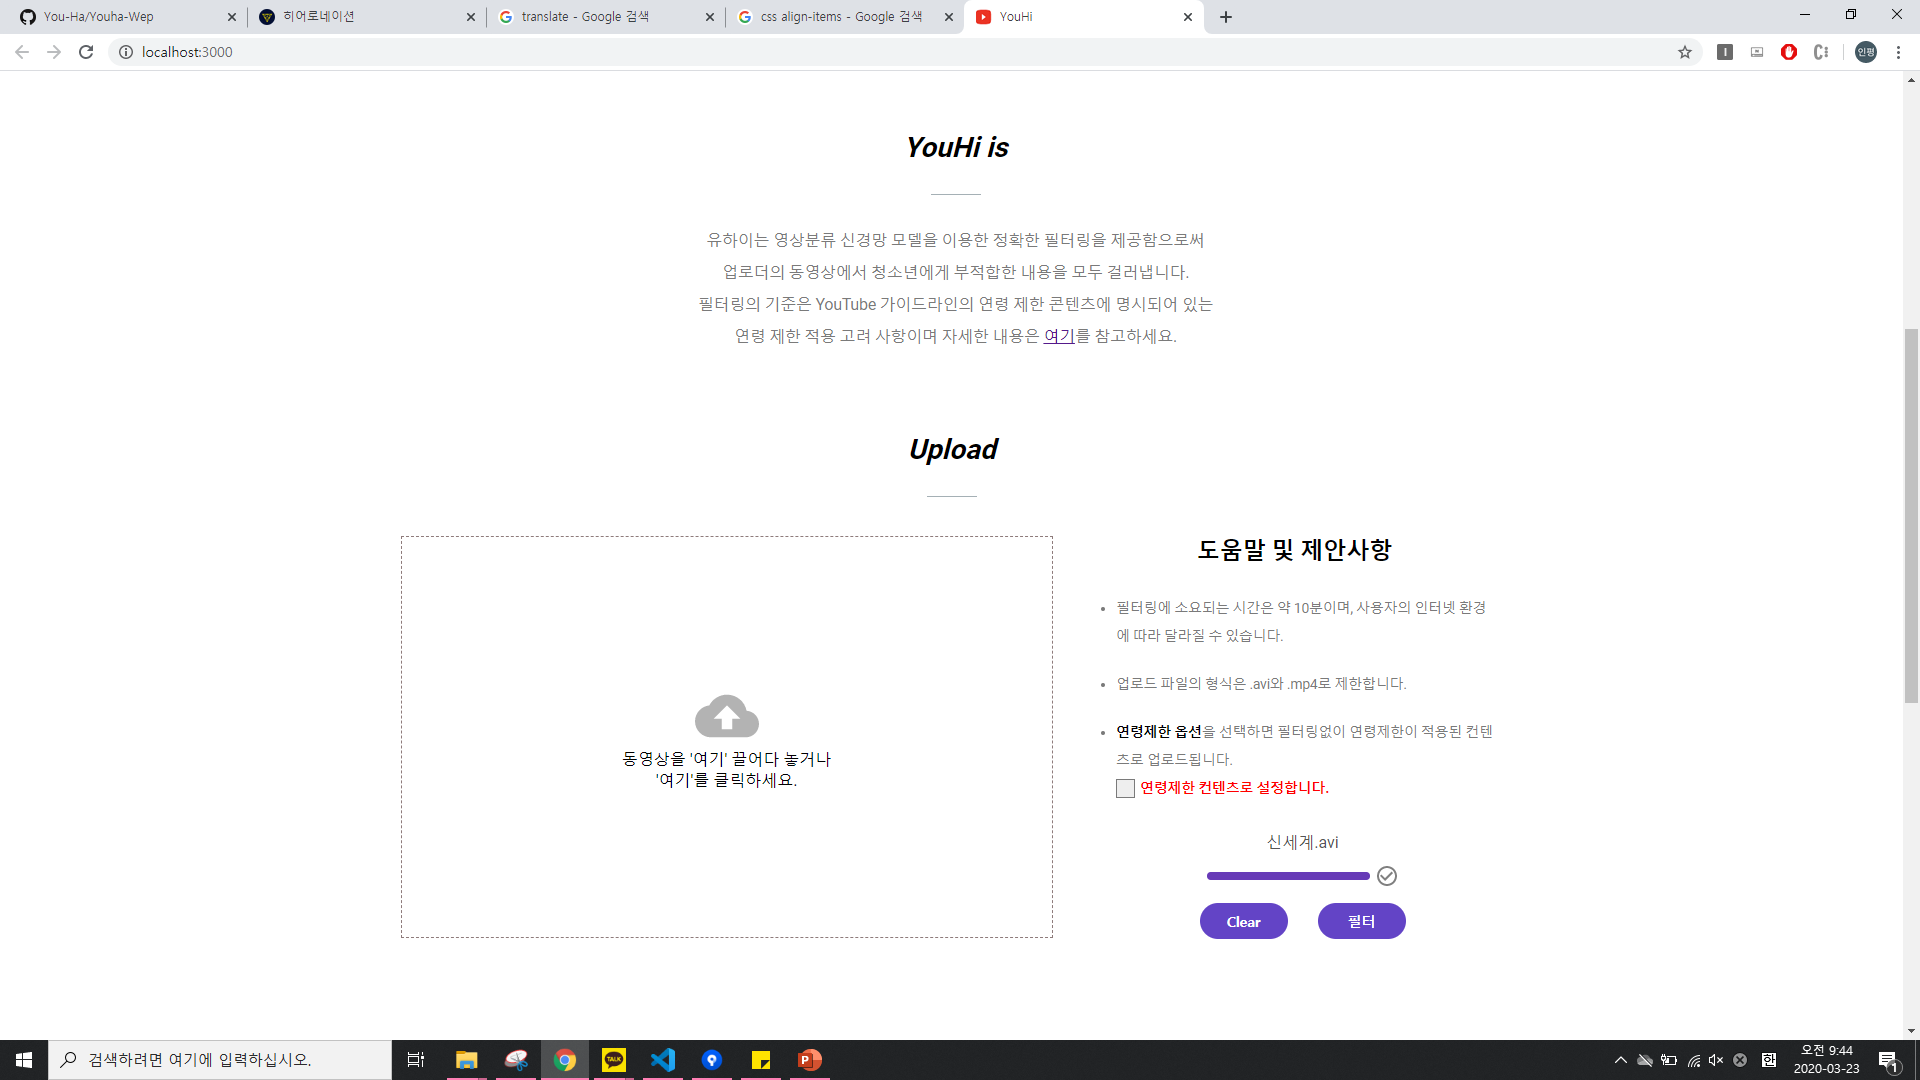 You-Ha/Youha-Wep
히어로네이션
translate - Google 검색
css align-items - Google 검색
YouHi
localhost:3000
인평
YouHi is
유하이는 영상분류 신경망 모델을 이용한 정확한 필터링을 제공함으로써
업로더의 동영상에서 청소년에게 부적합한 내용을 모두 걸러냅니다.
필터링의 기준은 YouTube 가이드라인의 연령 제한 콘텐츠에 명시되어 있는
연령 제한 적용 고려 사항이며 자세한 내용은 여기를 참고하세요.
Upload
동영상을 '여기' 끌어다 놓거나
'여기'를 클릭하세요.
도움말 및 제안사항
필터링에 소요되는 시간은 약 10분이며, 사용자의 인터넷 환경
에 따라 달라질 수 있습니다.
업로드 파일의 형식은 .avi와 .mp4로 제한합니다.
연령제한 옵션을 선택하면 필터링없이 연령제한이 적용된 컨텐
츠로 업로드됩니다.
연령제한 컨텐츠로 설정합니다.
신세계.avi
Clear
필터
검색하려면 여기에 입력하십시오.
TALK
P
한
오전 9:44
2020-03-23
1